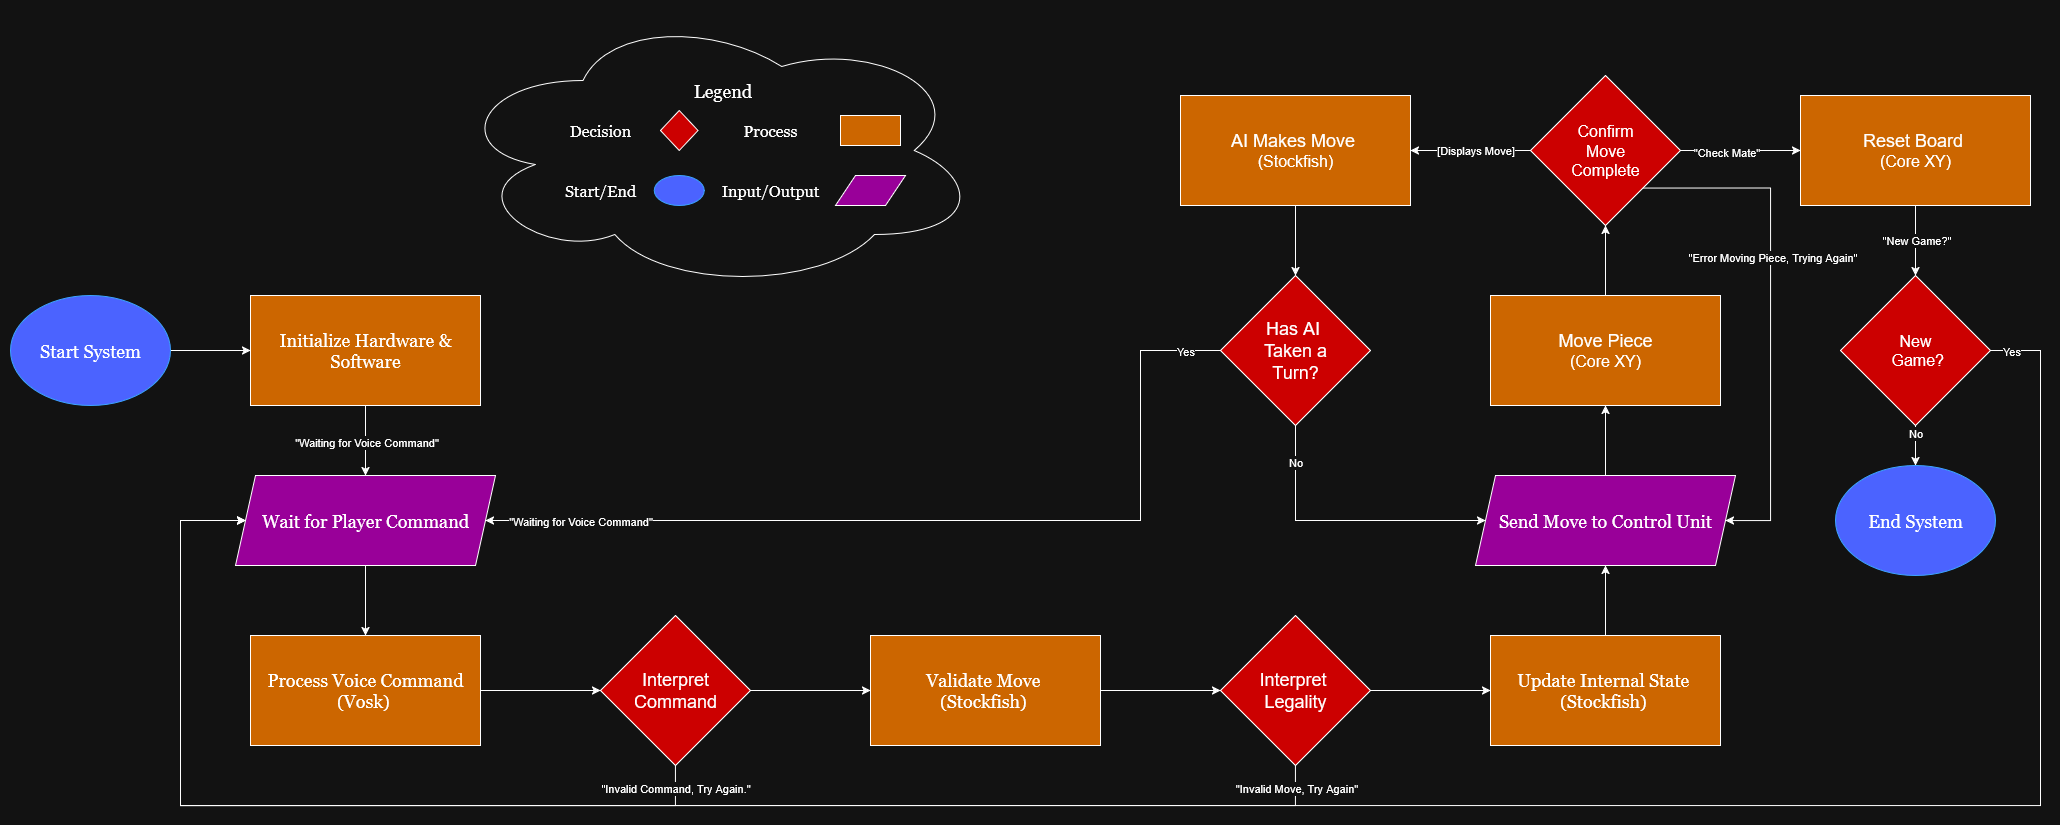 Legend
Decision
Process
Start/End
Input/Output
Start System
Initialize Hardware &
Software
"Waiting for Voice Command"
Wait for Player Command
Process Voice Command
(Vosk)
Interpret
Command
"Invalid Command, Try Again."
Validate Move
(Stockfish)
Interpret
Legality
"Invalid Move, Try Again"
Update Internal State
(Stockfish)
Send Move to Control Unit
Move Piece
(Core XY)
Confirm
Move
Complete
[Displays Move]
"Check Mate"
"Error Moving Piece, Trying Again"
AI Makes Move
(Stockfish)
Has AI
Taken a
Turn?
Yes
"Waiting for Voice Command"
No
Reset Board
(Core XY)
"New Game?"
New
Game?
Yes
No
End System